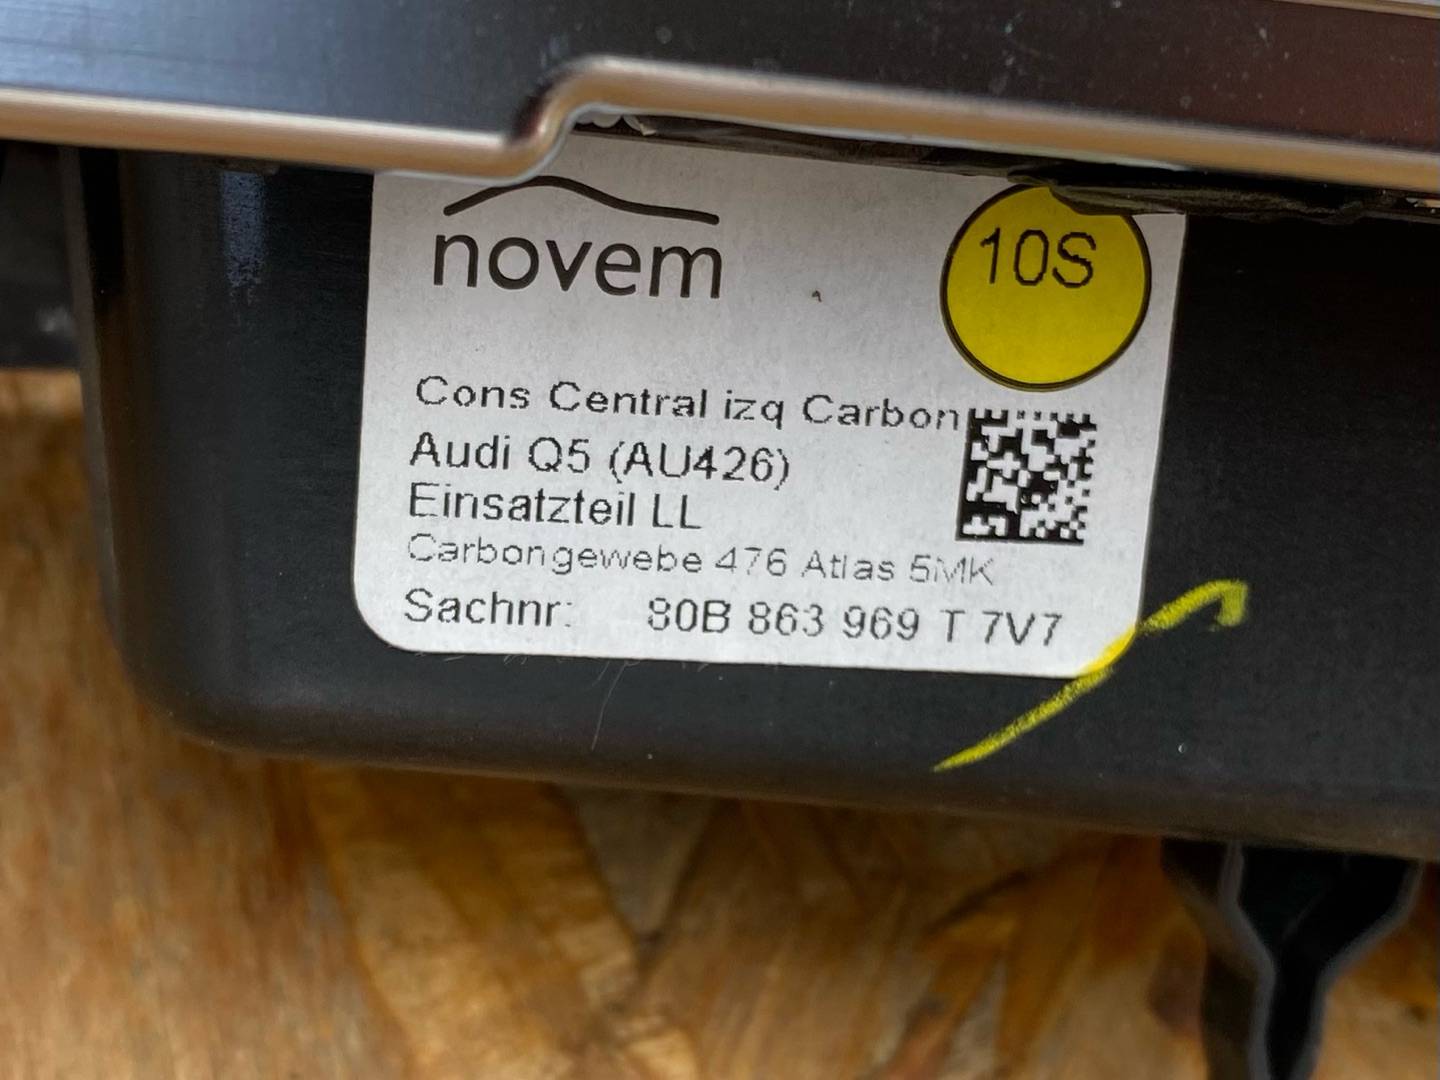 novem
10S
Cons Central izq Carbon
Audi Q5 (AU426)
Einsatzteil LL
Carbongewebe 476 Atlas 5MK
Sachnr: 80B 863 969 T 7V7